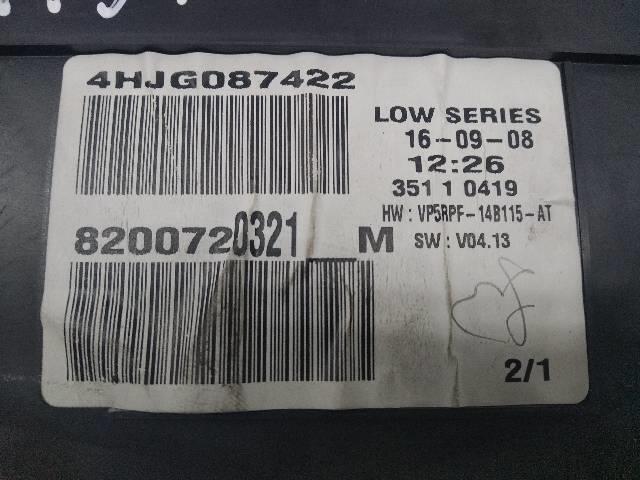 4HJG087422
LOW SERIES
16-09-08
12:26
351 1 0419
HW : VP5RPF-14B115-AT
SW : V04.13
8200720321__M
2/1